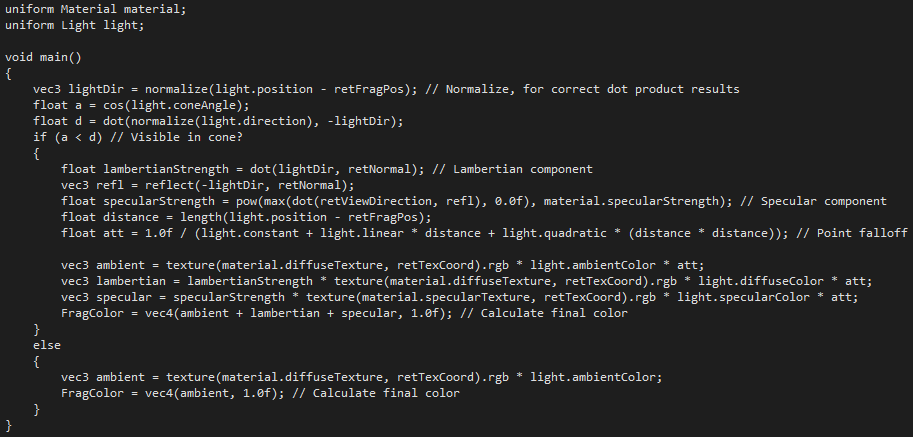 uniform Material material;
uniform Light light;

void main()
{
    vec3 lightDir = normalize(light.position - retFragPos); // Normalize, for correct dot product results
    float a = cos(light.coneAngle);
    float d = dot(normalize(light.direction), -lightDir);
    if (a < d) // Visible in cone?
    {
        float lambertianStrength = dot(lightDir, retNormal); // Lambertian component
        vec3 refl = reflect(-lightDir, retNormal);
        float specularStrength = pow(max(dot(retViewDirection, refl), 0.0f), material.specularStrength); // Specular component
        float distance = length(light.position - retFragPos);
        float att = 1.0f / (light.constant + light.linear * distance + light.quadratic * (distance * distance)); // Point falloff

        vec3 ambient = texture(material.diffuseTexture, retTexCoord).rgb * light.ambientColor * att;
        vec3 lambertian = lambertianStrength * texture(material.diffuseTexture, retTexCoord).rgb * light.diffuseColor * att;
        vec3 specular = specularStrength * texture(material.specularTexture, retTexCoord).rgb * light.specularColor * att;
        FragColor = vec4(ambient + lambertian + specular, 1.0f); // Calculate final color
    }
    else
    {
        vec3 ambient = texture(material.diffuseTexture, retTexCoord).rgb * light.ambientColor;
        FragColor = vec4(ambient, 1.0f); // Calculate final color
    }
}